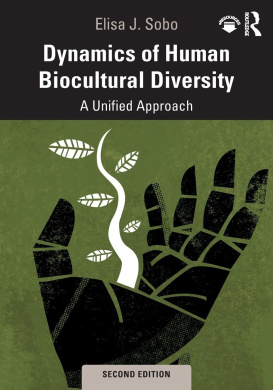 Elisa J. Sobo
Dynamics of Human
Biocultural Diversity
A Unified Approach
SECOND EDITION